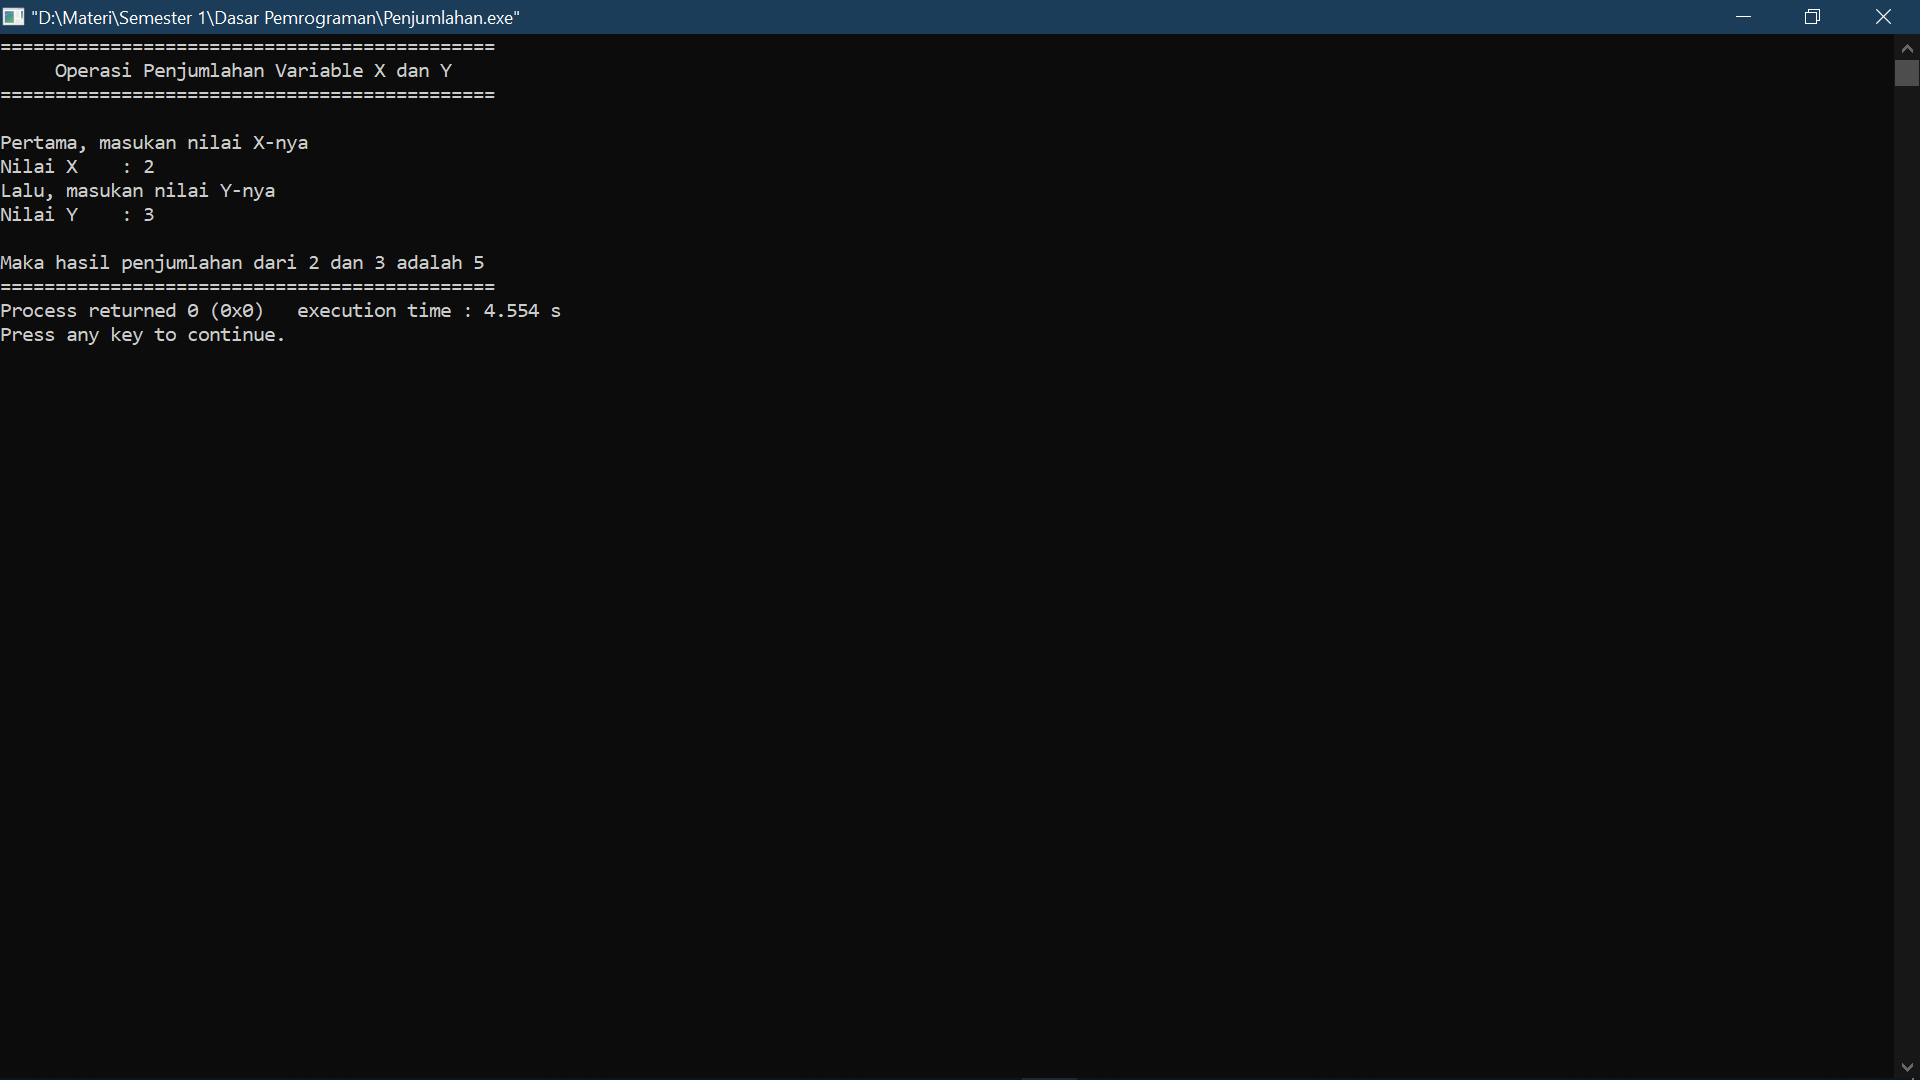 "D:\Materi\Semester 1\Dasar Pemrograman\Penjumlahan.exe"
=============================================
     Operasi Penjumlahan Variable X dan Y
=============================================
Pertama, masukan nilai X-nya
Nilai X    : 2
Lalu, masukan nilai Y-nya
Nilai Y    : 3
Maka hasil penjumlahan dari 2 dan 3 adalah 5
=============================================
Process returned 0 (0x0)   execution time : 4.554 s
Press any key to continue.